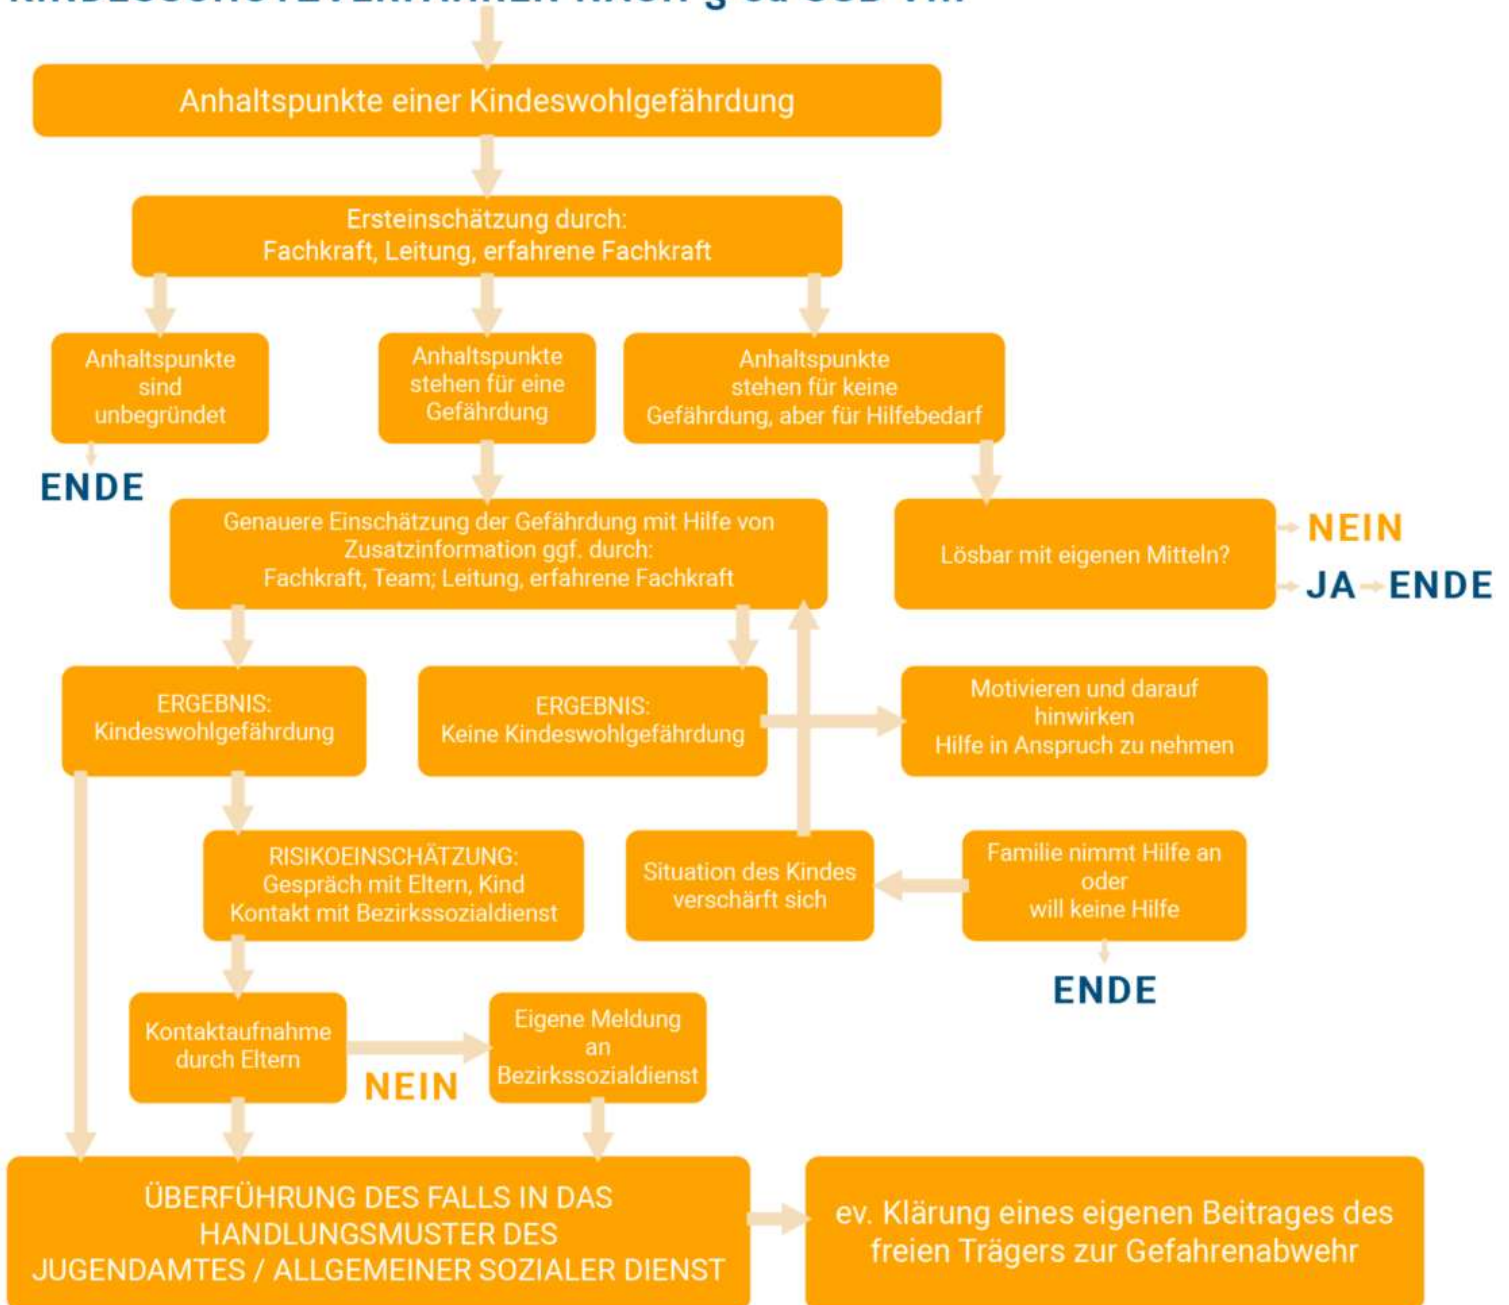 Anhaltspunkte einer Kindeswohlgefährdung
Ersteinschätzung durch:
Fachkraft, Leitung, erfahrene Fachkraft
Anhaltspunkte
sind
unbegründet
Anhaltspunkte
stehen für eine
Gefährdung
Anhaltspunkte
stehen für keine
Gefährdung, aber für Hilfebedarf
ENDE
Genauere Einschätzung der Gefährdung mit Hilfe von
Zusatzinformation ggf. durch:
Fachkraft, Team; Leitung, erfahrene Fachkraft
Lösbar mit eigenen Mitteln?
NEIN
JA
ENDE
ERGEBNIS:
Kindeswohlgefährdung
ERGEBNIS:
Keine Kindeswohlgefährdung
Motivieren und darauf
hinwirken
Hilfe in Anspruch zu nehmen
RISIKOEINSCHÄTZUNG:
Gespräch mit Eltern, Kind
Kontakt mit Bezirkssozialdienst
Situation des Kindes
verschärft sich
Familie nimmt Hilfe an
oder
will keine Hilfe
ENDE
Kontaktaufnahme
durch Eltern
NEIN
Eigene Meldung
an
Bezirkssozialdienst
ÜBERFÜHRUNG DES FALLS IN DAS
HANDLUNGSMUSTER DES
JUGENDAMTES / ALLGEMEINER SOZIALER DIENST
ev. Klärung eines eigenen Beitrages des
freien Trägers zur Gefahrenabwehr